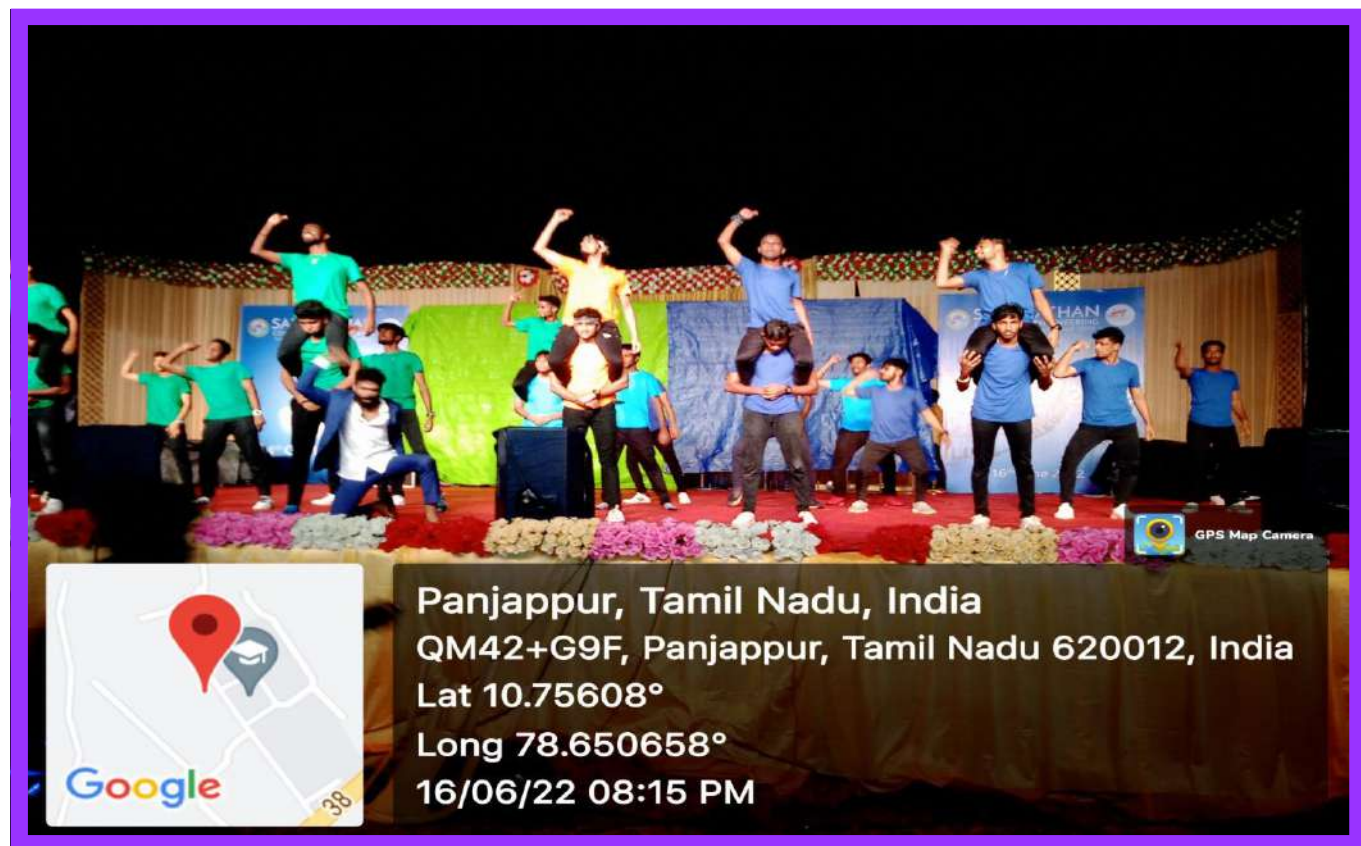 GPS Map Camera
Panjappur, Tamil Nadu, India
QM42+G9F, Panjappur, Tamil Nadu 620012, India
Lat 10.75608°
Long 78.650658°
16/06/22 08:15 PM
Google
38